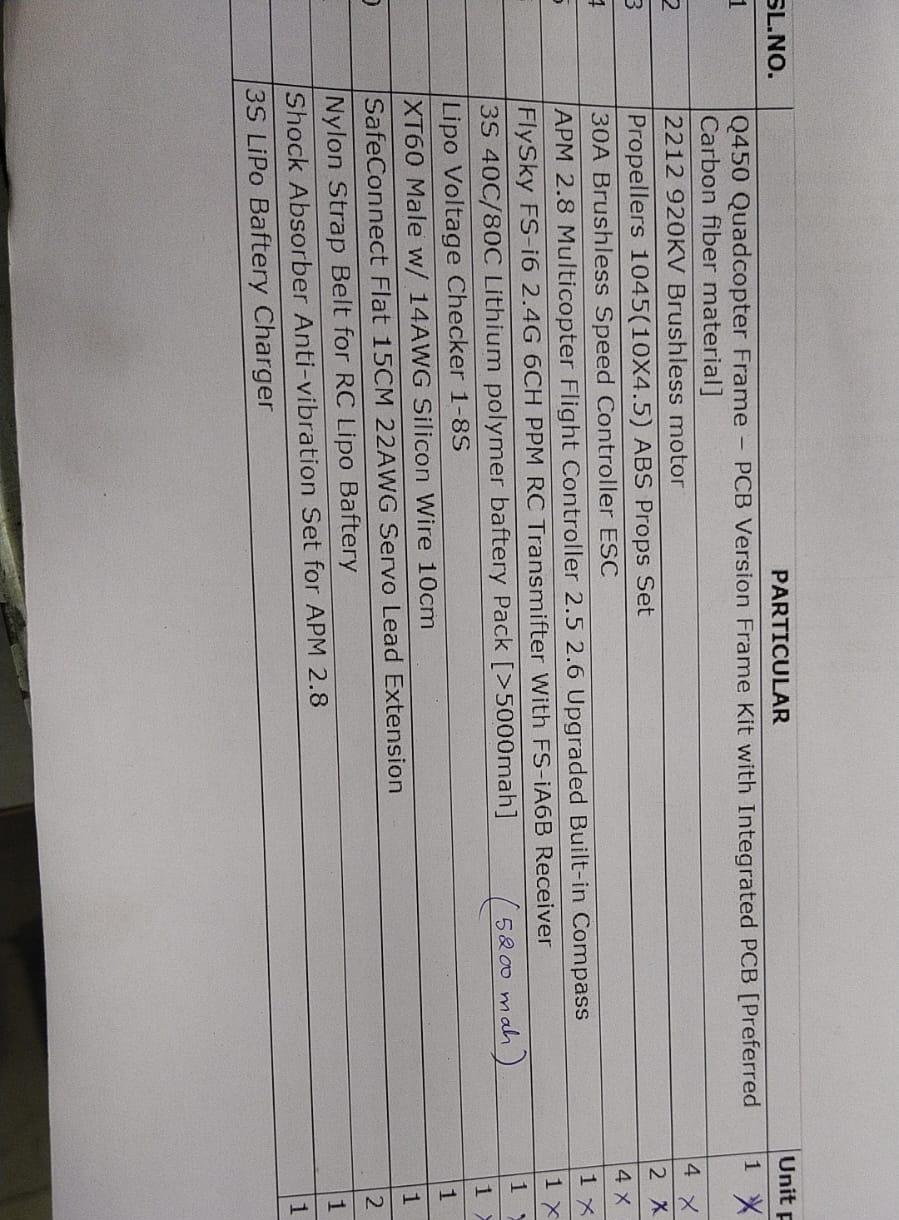 SL.NO. PARTICULAR Unit p
1 Q450 Quadcopter Frame – PCB Version Frame Kit with Integrated PCB [Preferred 1 X
Carbon fiber material]
2 2212 920KV Brushless motor 4 X
3 Propellers 1045(10X4.5) ABS Props Set 2 X
4 30A Brushless Speed Controller ESC 4 X
5 APM 2.8 Multicopter Flight Controller 2.5 2.6 Upgraded Built-in Compass 1 X
FlySky FS-i6 2.4G 6CH PPM RC Transmifter With FS-iA6B Receiver 1 X
3S 40C/80C Lithium polymer baftery Pack [>5000mah] (5200 mah) 1
Lipo Voltage Checker 1-8S 1
XT60 Male w/ 14AWG Silicon Wire 10cm 1
0 SafeConnect Flat 15CM 22AWG Servo Lead Extension 1
Nylon Strap Belt for RC Lipo Baftery 2
Shock Absorber Anti-vibration Set for APM 2.8 1
3S LiPo Baftery Charger 1